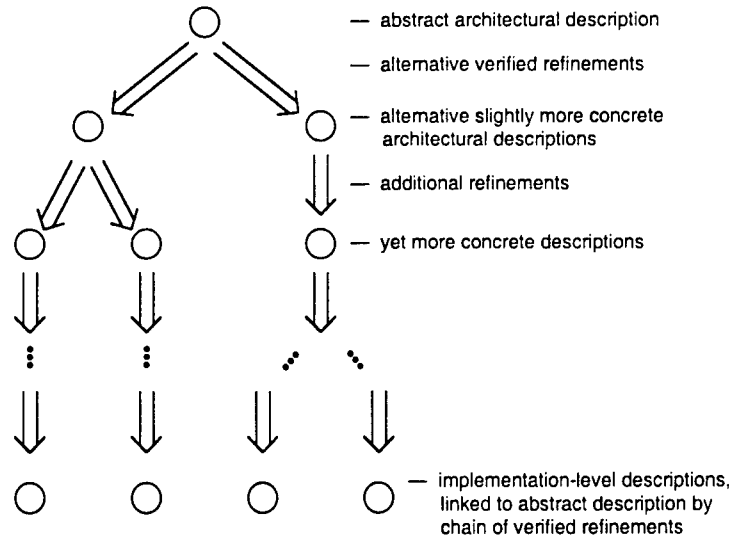 — abstract architectural description
— alternative verified refinements
— alternative slightly more concrete
architectural descriptions
— additional refinements
— yet more concrete descriptions
— implementation-level descriptions,
linked to abstract description by
chain of verified refinements